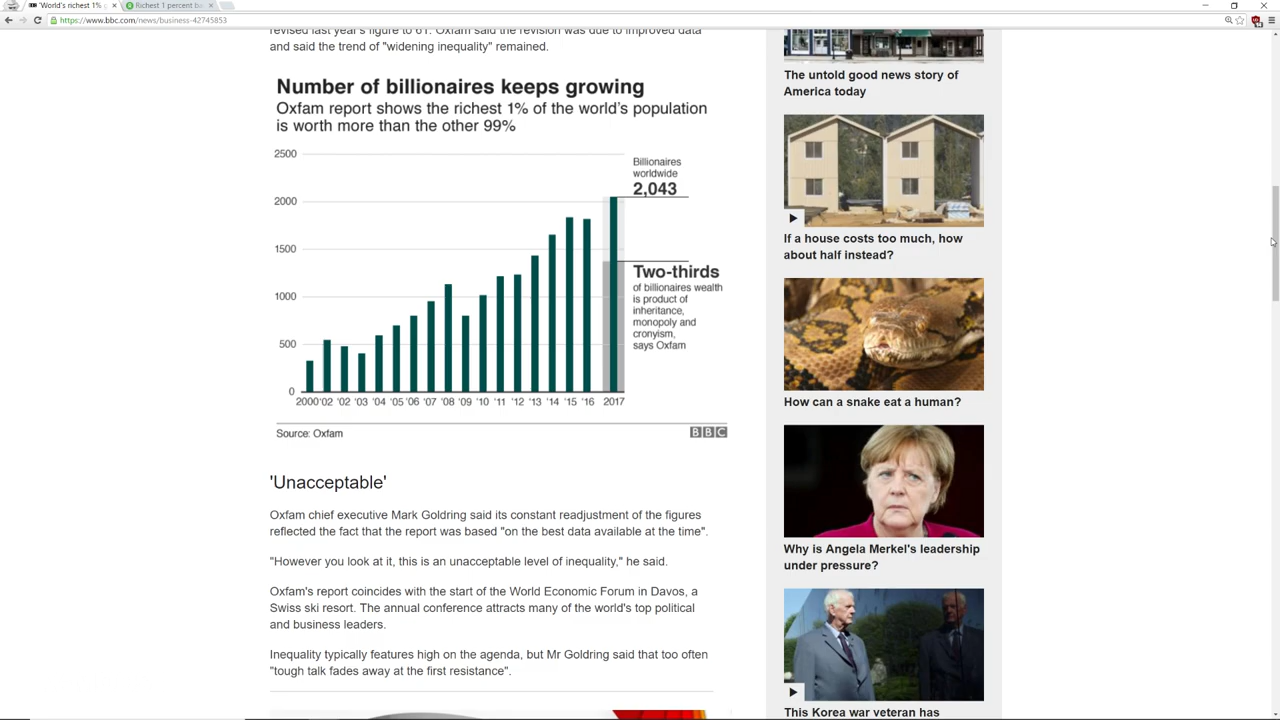 "World's richest 1% g
Richest 1 percent ba
https://www.bbc.com/news/business-42745853
revised last year's figure to 61. Oxfam said the revision was due to improved data
and said the trend of "widening inequality" remained.
Number of billionaires keeps growing
Oxfam report shows the richest 1% of the world's population
is worth more than the other 99%
2500
2000
1500
1000
500
0
Billionaires
worldwide
2,043
Two-thirds
of billionaires wealth
is product of
inheritance,
monopoly and
cronyism,
says Oxfam
2000 '02 '02 '03 '04 '05 '06 '07 '08 '09 '10 '11 '12 '13 '14 '15 '16 2017
Source: Oxfam
BBC
'Unacceptable'
Oxfam chief executive Mark Goldring said its constant readjustment of the figures
reflected the fact that the report was based "on the best data available at the time".
"However you look at it, this is an unacceptable level of inequality," he said.
Oxfam's report coincides with the start of the World Economic Forum in Davos, a
Swiss ski resort. The annual conference attracts many of the world's top political
and business leaders.
Inequality typically features high on the agenda, but Mr Goldring said that too often
"tough talk fades away at the first resistance".
The untold good news story of
America today
If a house costs too much, how
about half instead?
How can a snake eat a human?
Why is Angela Merkel's leadership
under pressure?
This Korea war veteran has